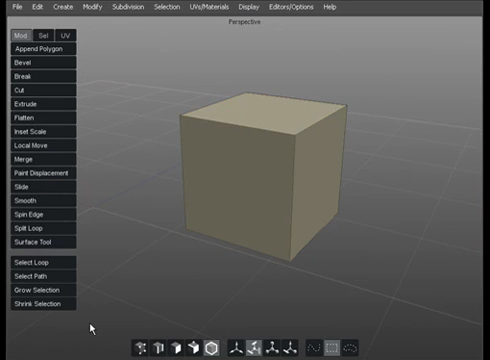 File Edit Create Modify Subdivision Selection UVs/Materials Display Editors/Options Help
Perspective
Mod Sel UV
Append Polygon
Bevel
Break
Cut
Extrude
Flatten
Inset Scale
Local Move
Merge
Paint Displacement
Slide
Smooth
Spin Edge
Split Loop
Surface Tool
Select Loop
Select Path
Grow Selection
Shrink Selection